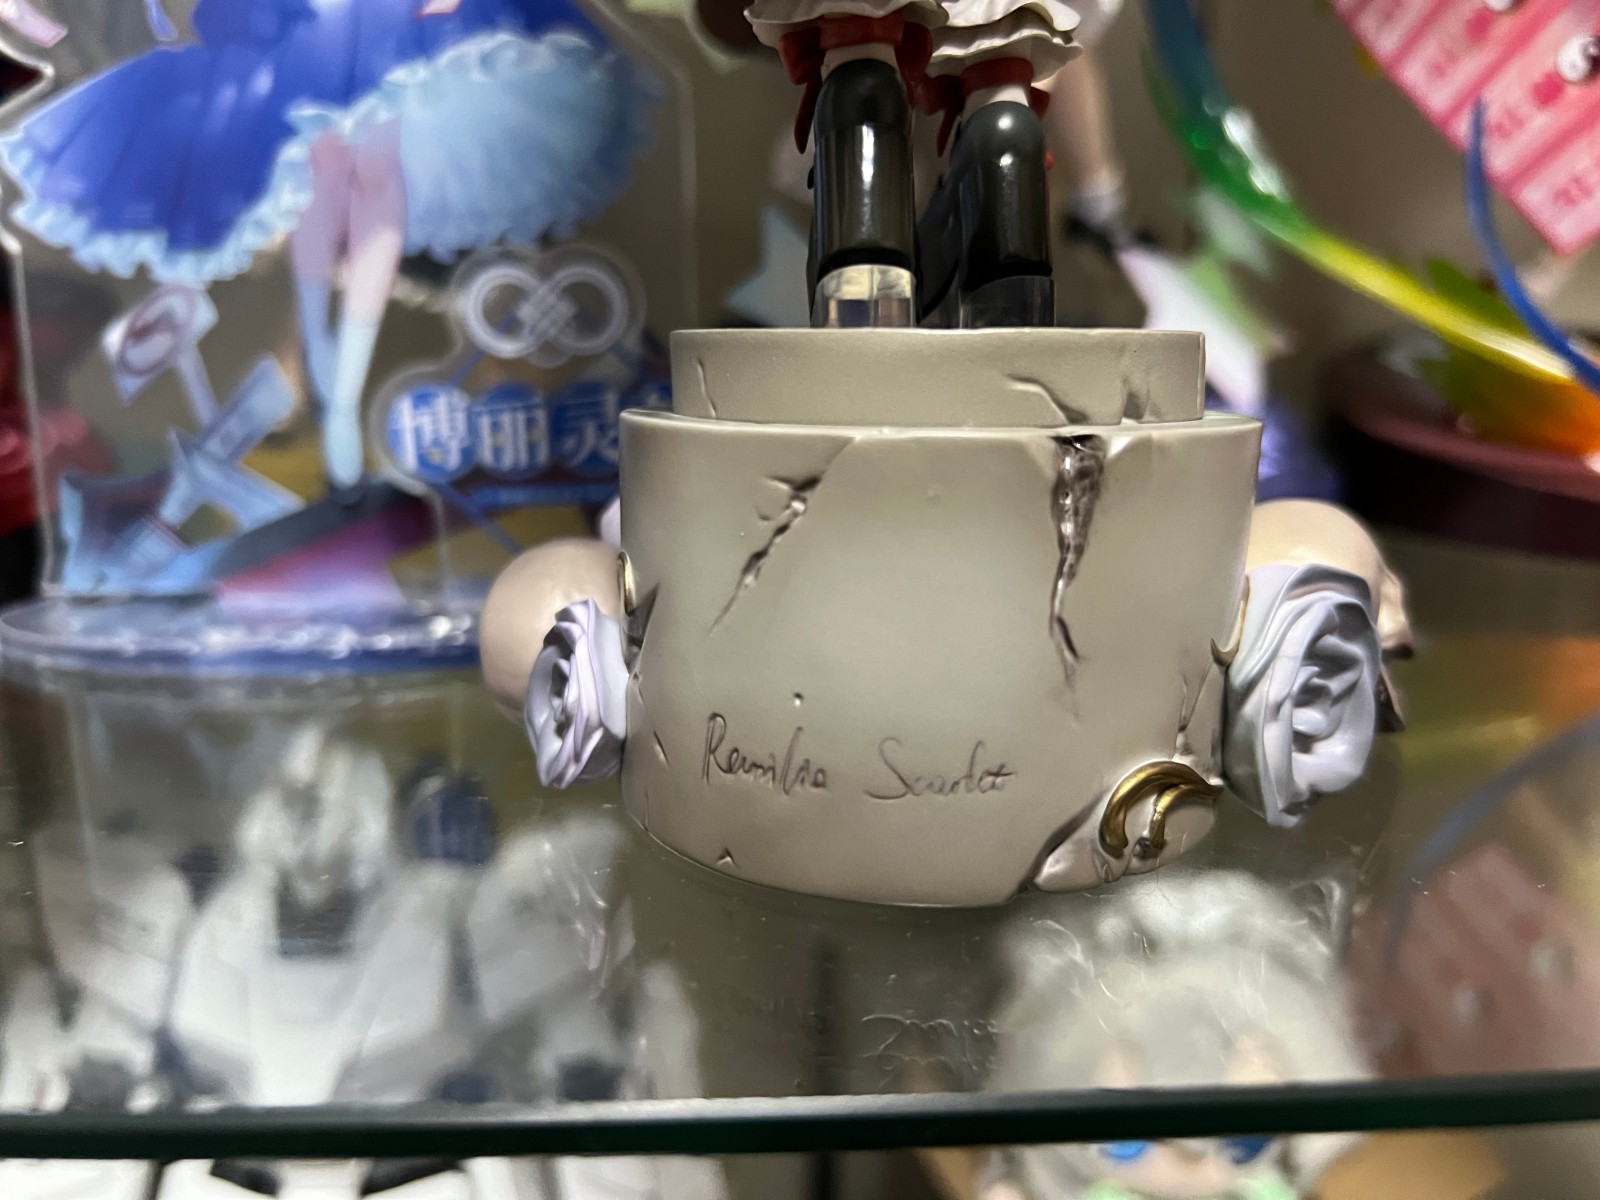 博丽灵
Remilia Scarlet